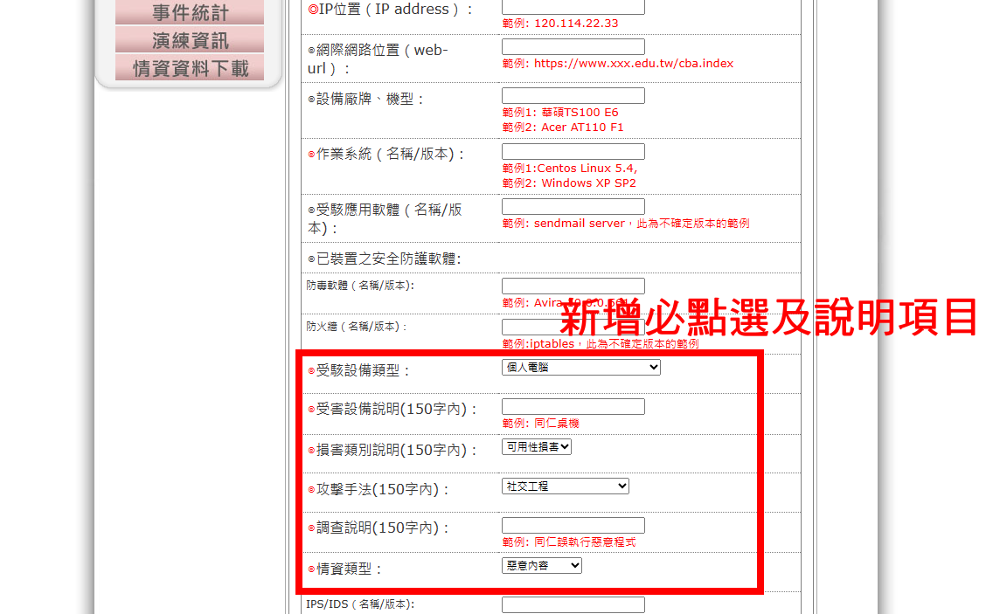 事件統計
演練資訊
情資資料下載
◎IP位置（IP address）：
範例: 120.114.22.33
◎網際網路位置（web-
url）：
範例: https://www.xxx.edu.tw/cba.index
◎設備廠牌、機型：
範例1: 華碩TS100 E6
範例2: Acer AT110 F1
◎作業系統（名稱/版本)：
範例1:Centos Linux 5.4,
範例2: Windows XP SP2
◎受駭應用軟體（名稱/版
本)：
範例: sendmail server，此為不確定版本的範例
◎已裝置之安全防護軟體:
防毒軟體（名稱/版本):
範例: Avira 10.0.0.561
新增必點選及說明項目
防火牆（名稱/版本)：
範例:iptables，此為不確定版本的範例
◎受駭設備類型：
個人電腦
◎受害設備說明(150字內)：
範例: 同仁桌機
◎損害類別說明(150字內)：
可用性損害
◎攻擊手法(150字內)：
社交工程
◎調查說明(150字內)：
範例: 同仁誤執行惡意程式
◎情資類型：
惡意內容
IPS/IDS（名稱/版本):